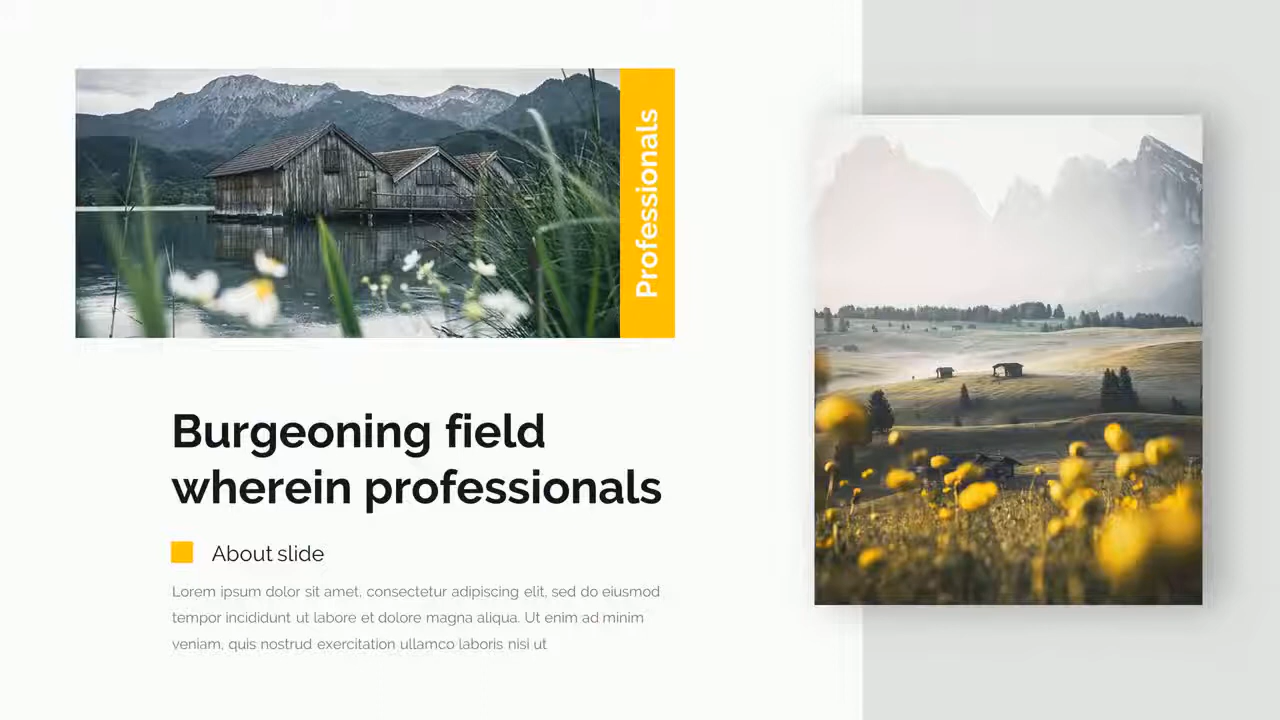 Professionals
Burgeoning field
wherein professionals
About slide
Lorem ipsum dolor sit amet, consectetur adipiscing elit, sed do eiusmod
tempor incididunt ut labore et dolore magna aliqua. Ut enim ad minim
veniam, quis nostrud exercitation ullamco laboris nisi ut